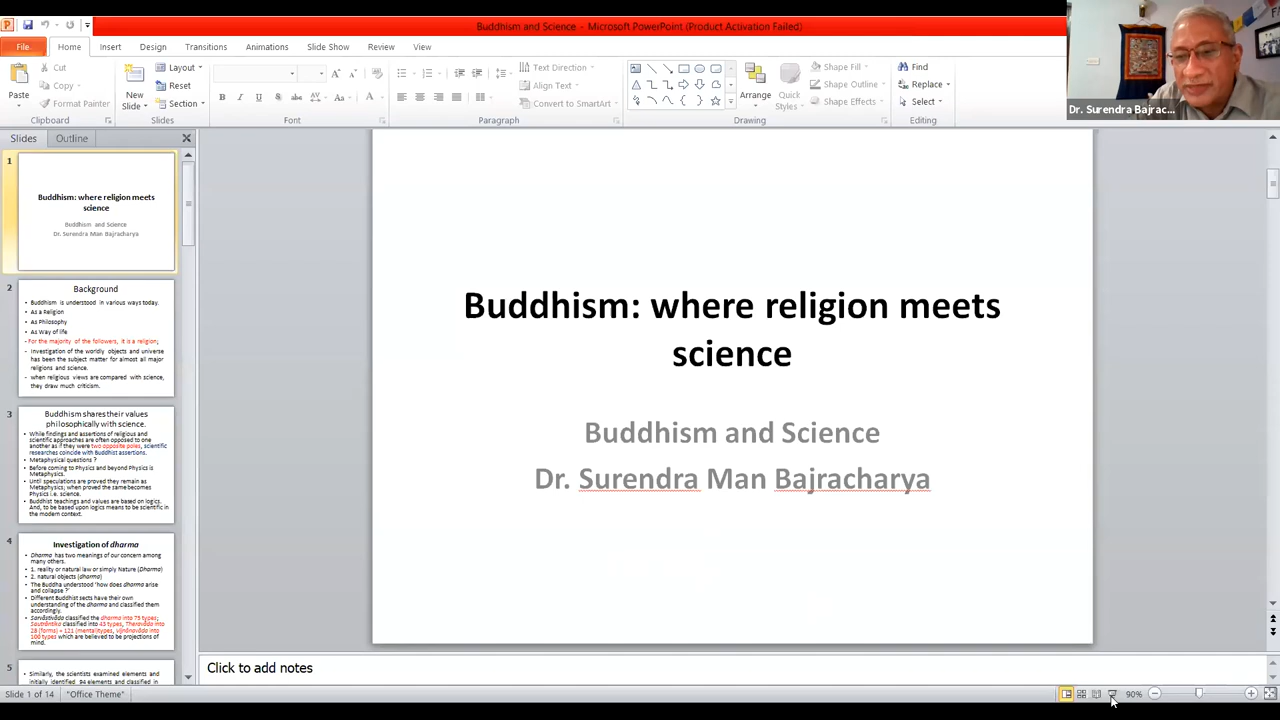 Buddhism and Science - Microsoft PowerPoint (Product Activation Failed)
File Home Insert Design Transitions Animations Slide Show Review View
Paste
Cut
Copy
Format Painter
Clipboard
New Slide
Layout
Reset
Section
Slides
Font
Text Direction
Align Text
Convert to SmartArt
Paragraph
Arrange
Quick Styles
Shape Fill
Shape Outline
Shape Effects
Drawing
Find
Replace
Select
Editing
Dr. Surendra Bajrac...
Slides Outline
1
Buddhism: where religion meets
science
Buddhism and Science
Dr. Surendra Man Bajracharya
2
Background
• Buddhism is understood in various ways today.
• As a Religion
• As Philosophy
• As Way of life
- For the majority of the followers, it is a religion;
- Investigation of the worldly objects and universe
has been the subject matter for almost all major
religions and science.
- when religious views are compared with science,
they draw much criticism.
3
Buddhism shares their values
philosophically with science.
• While findings and assertions of religious and
scientific approaches are often opposed to one
another as if they were two opposite poles, scientific
researches coincide with Buddhist assertions.
• Metaphysical questions ?
• Before coming to Physics and beyond Physics is
Metaphysics.
• Until speculations are proved they remain as
Metaphysics; when proved the same becomes
Physics i.e. science.
• Buddhist teachings and values are based on logics.
And, to be based upon logics means to be scientific in
the modern context.
4
Investigation of dharma
• Dharma has two meanings of our concern among
many others.
• 1. reality or natural law or simply Nature (Dharma)
• 2. natural objects (dharma)
• The Buddha understood 'how does dharma arise
and collapse ?'
• Different Buddhist sects have their own
understanding of the dharma and classified them
accordingly.
• Sarvāstivāda classified the dharma into 75 types;
Sautrāntika classified into 43 types, Theravāda into
28 (forms) + 121 (mental) types, Vijñānavāda into
100 types which are believed to be projections of
mind.
5
• Similarly, the scientists examined elements and
initially identified 94 elements and classified in
Buddhism: where religion meets
science
Buddhism and Science
Dr. Surendra Man Bajracharya
Click to add notes
Slide 1 of 14 "Office Theme" 90%